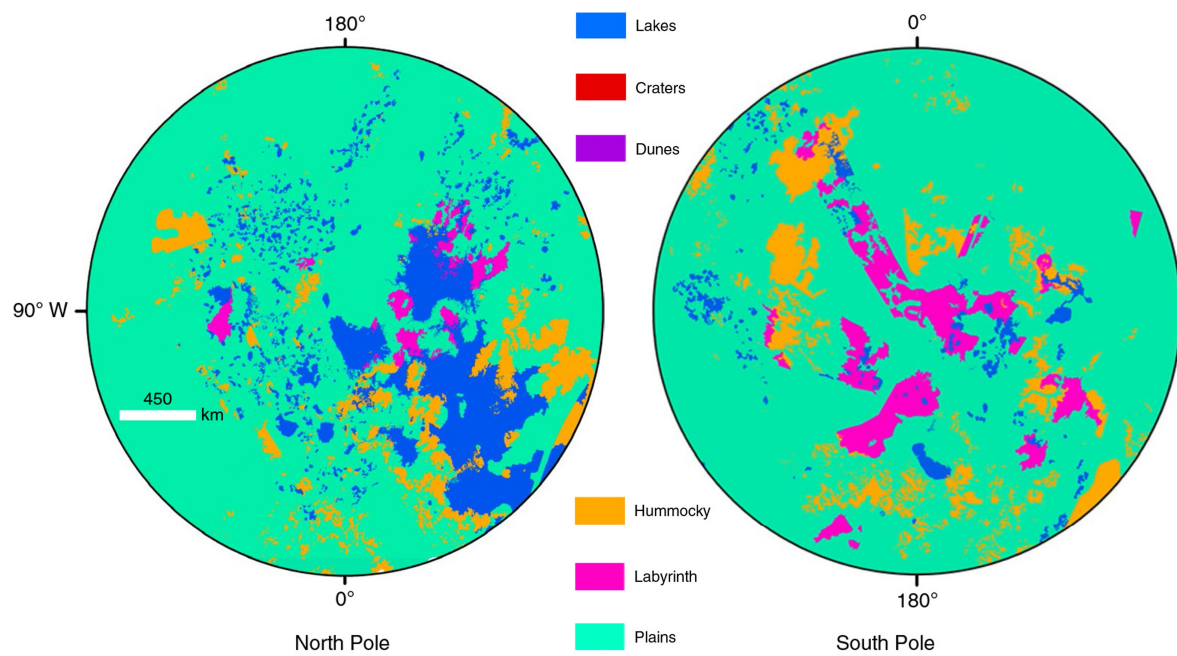 180°
Lakes
0°
Craters
Dunes
90° W
450
km
Hummocky
Labyrinth
0°
180°
Plains
North Pole
South Pole